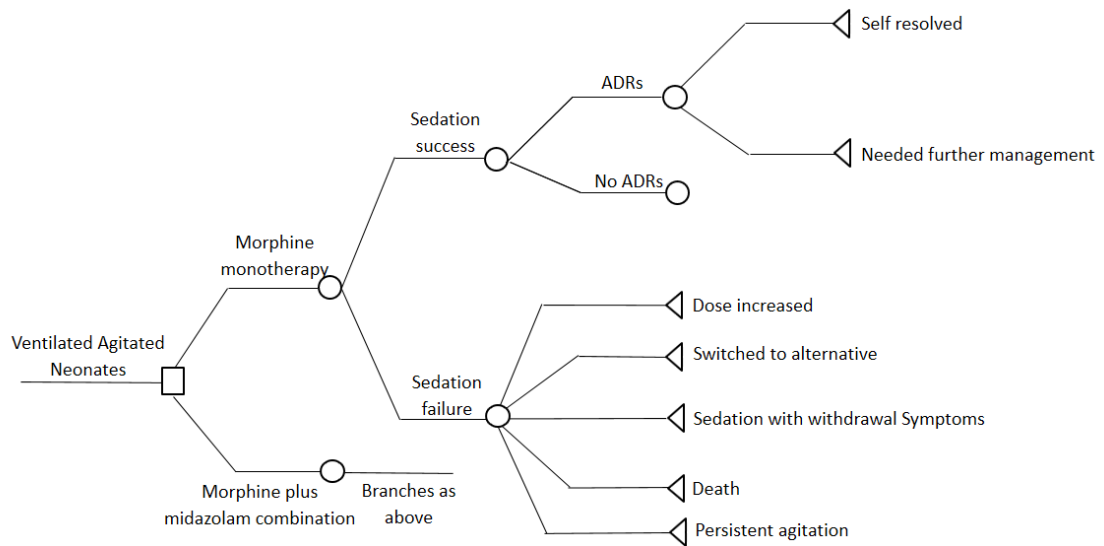 Self resolved
ADRs
Sedation
success
Needed further management
No ADRs
Morphine
monotherapy
Dose increased
Ventilated Agitated
Neonates
Switched to alternative
Sedation
failure
Sedation with withdrawal Symptoms
Morphine plus
midazolam combination
Branches as
above
Death
Persistent agitation